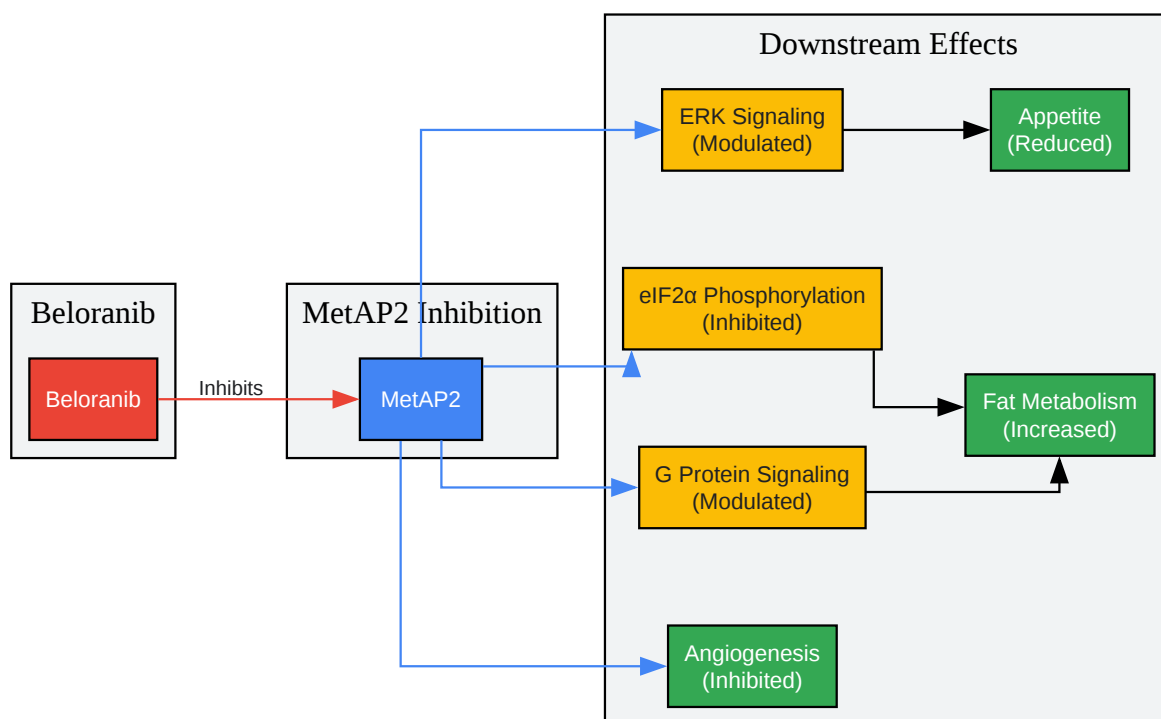 Downstream Effects
ERK Signaling
(Modulated)
Appetite
(Reduced)
Beloranib
Beloranib
Inhibits
MetAP2 Inhibition
MetAP2
eIF2α Phosphorylation
(Inhibited)
Fat Metabolism
(Increased)
G Protein Signaling
(Modulated)
Angiogenesis
(Inhibited)